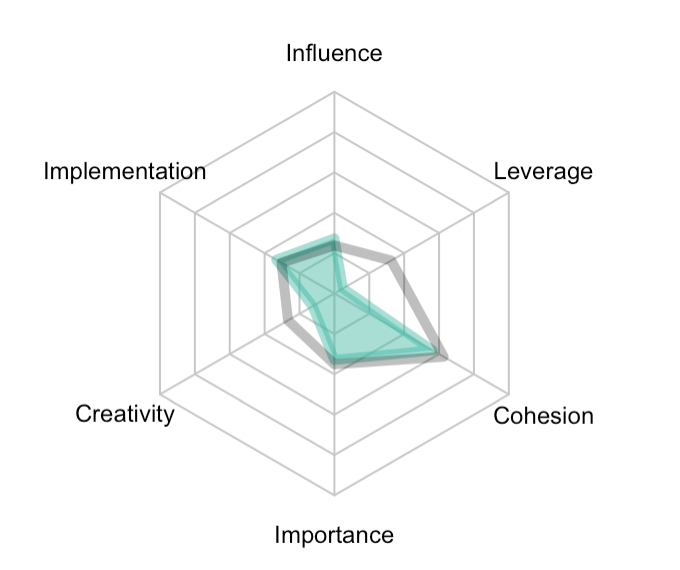 Influence
Implementation
Leverage
Creativity
Cohesion
Importance